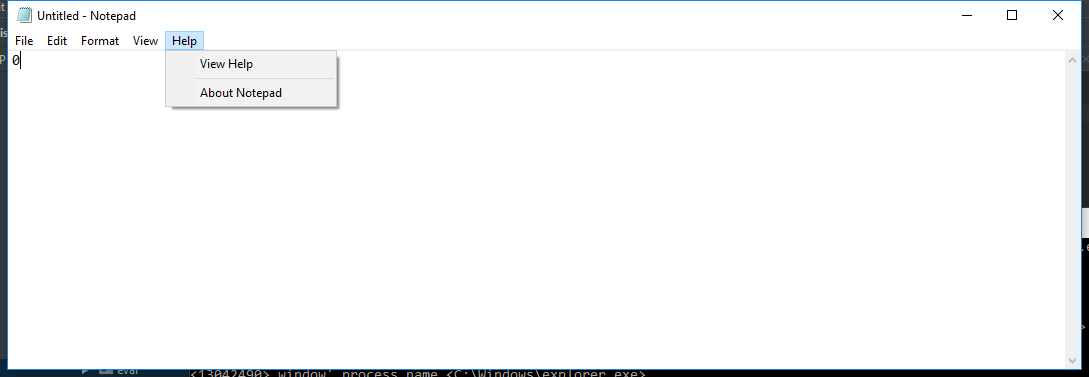 Untitled - Notepad
File Edit Format View Help
0
View Help
About Notepad
eval
<13042490> window' process name <C:\Windows\explorer.exe>